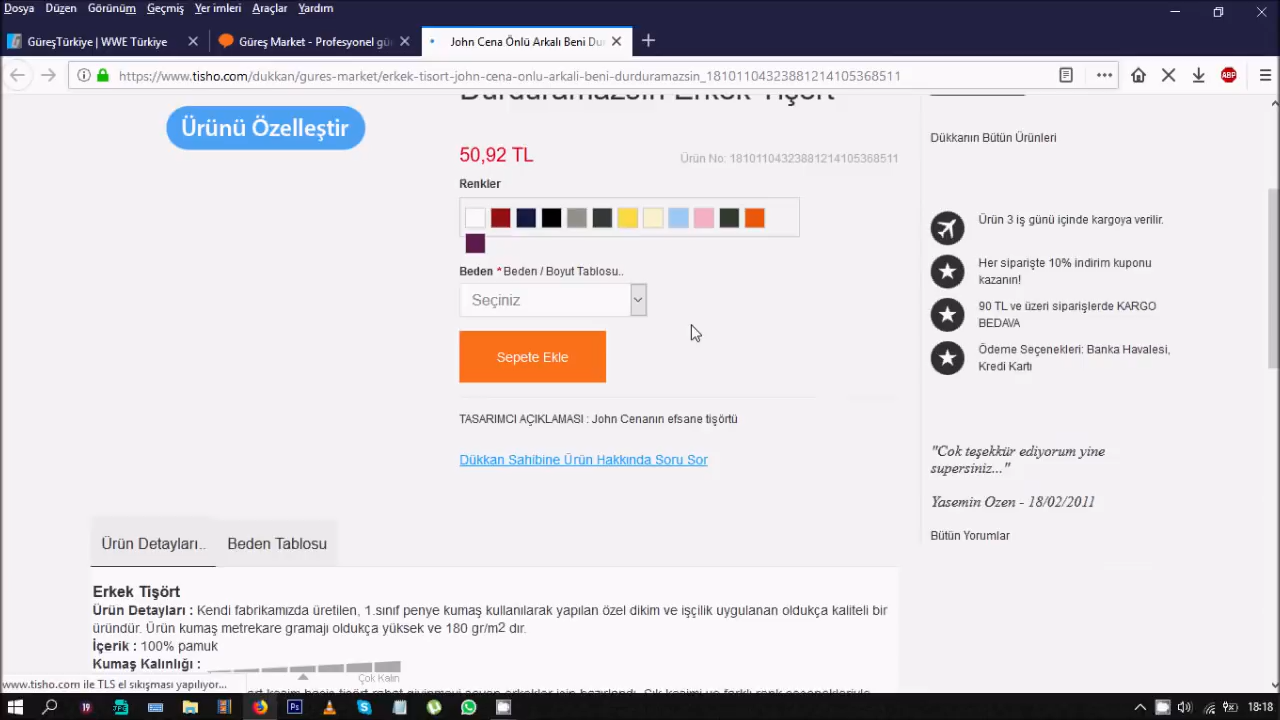 Dosya Düzen Görünüm Geçmiş Yer imleri Araçlar Yardım
GüreşTürkiye | WWE Türkiye
Güreş Market - Profesyonel gü
John Cena Önlü Arkalı Beni Du
https://www.tisho.com/dukkan/gures-market/erkek-tisort-john-cena-onlu-arkali-beni-durduramazsin_18101104323881214105368511
ABP
Durduramazsın Erkek Tişört
Ürünü Özelleştir
50,92 TL
Ürün No: 18101104323881214105368511
Renkler
Beden * Beden / Boyut Tablosu..
Seçiniz
Sepete Ekle
TASARIMCI AÇIKLAMASI : John Cenanın efsane tişörtü
Dükkan Sahibine Ürün Hakkında Soru Sor
Dükkanın Bütün Ürünleri
Ürün 3 iş günü içinde kargoya verilir.
Her siparişte 10% indirim kuponu
kazanın!
90 TL ve üzeri siparişlerde KARGO
BEDAVA
Ödeme Seçenekleri: Banka Havalesi,
Kredi Kartı
"Cok teşekkür ediyorum yine
supersiniz..."
Yasemin Ozen - 18/02/2011
Bütün Yorumlar
Ürün Detayları.. Beden Tablosu
Erkek Tişört
Ürün Detayları : Kendi fabrikamızda üretilen, 1.sınıf penye kumaş kullanılarak yapılan özel dikim ve işçilik uygulanan oldukça kaliteli bir
üründür. Ürün kumaş metrekare gramajı oldukça yüksek ve 180 gr/m2 dır.
İçerik : 100% pamuk
Kumaş Kalınlığı :
Çok Kalın
www.tisho.com ile TLS el sıkışması yapılıyor...
18:18